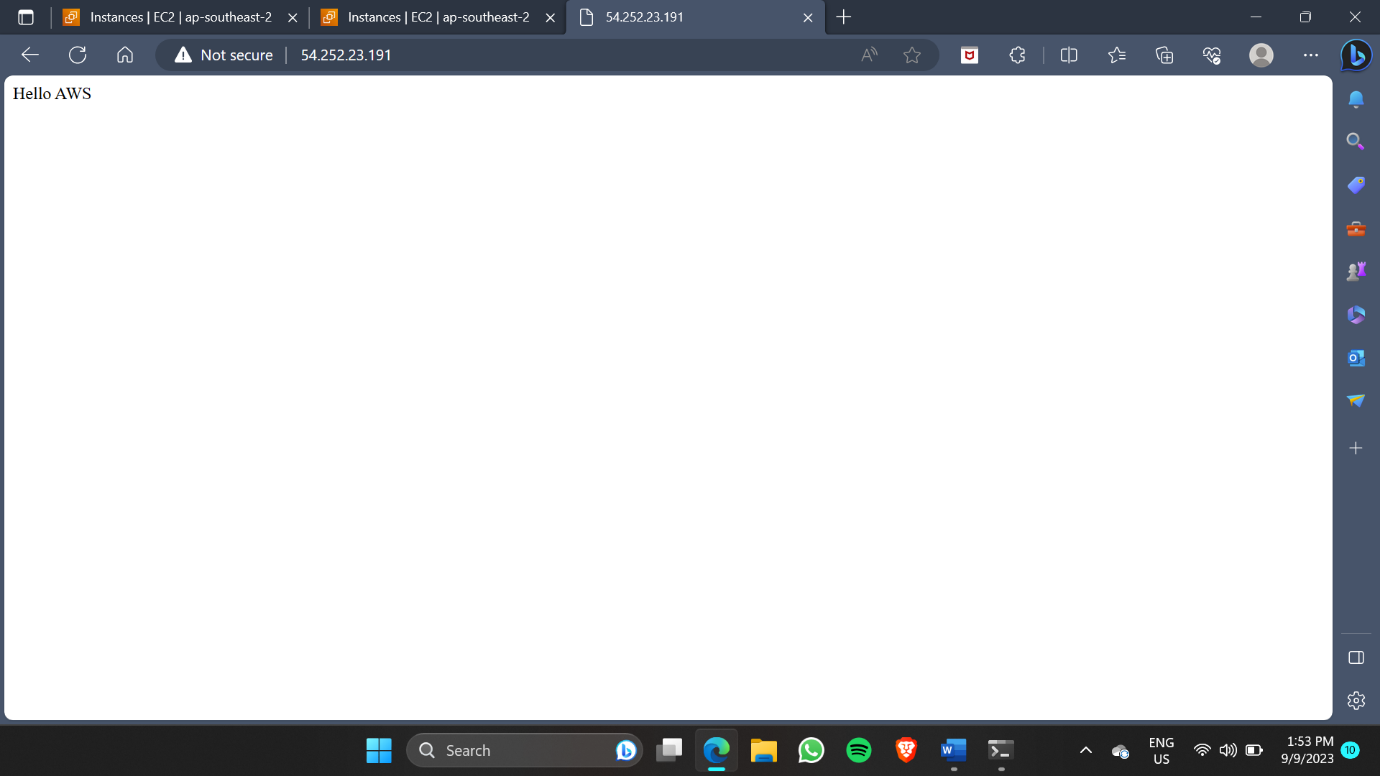 Instances | EC2 | ap-southeast-2
Instances | EC2 | ap-southeast-2
54.252.23.191
Not secure
54.252.23.191
Hello AWS
Search
ENG
US
1:53 PM
9/9/2023
10